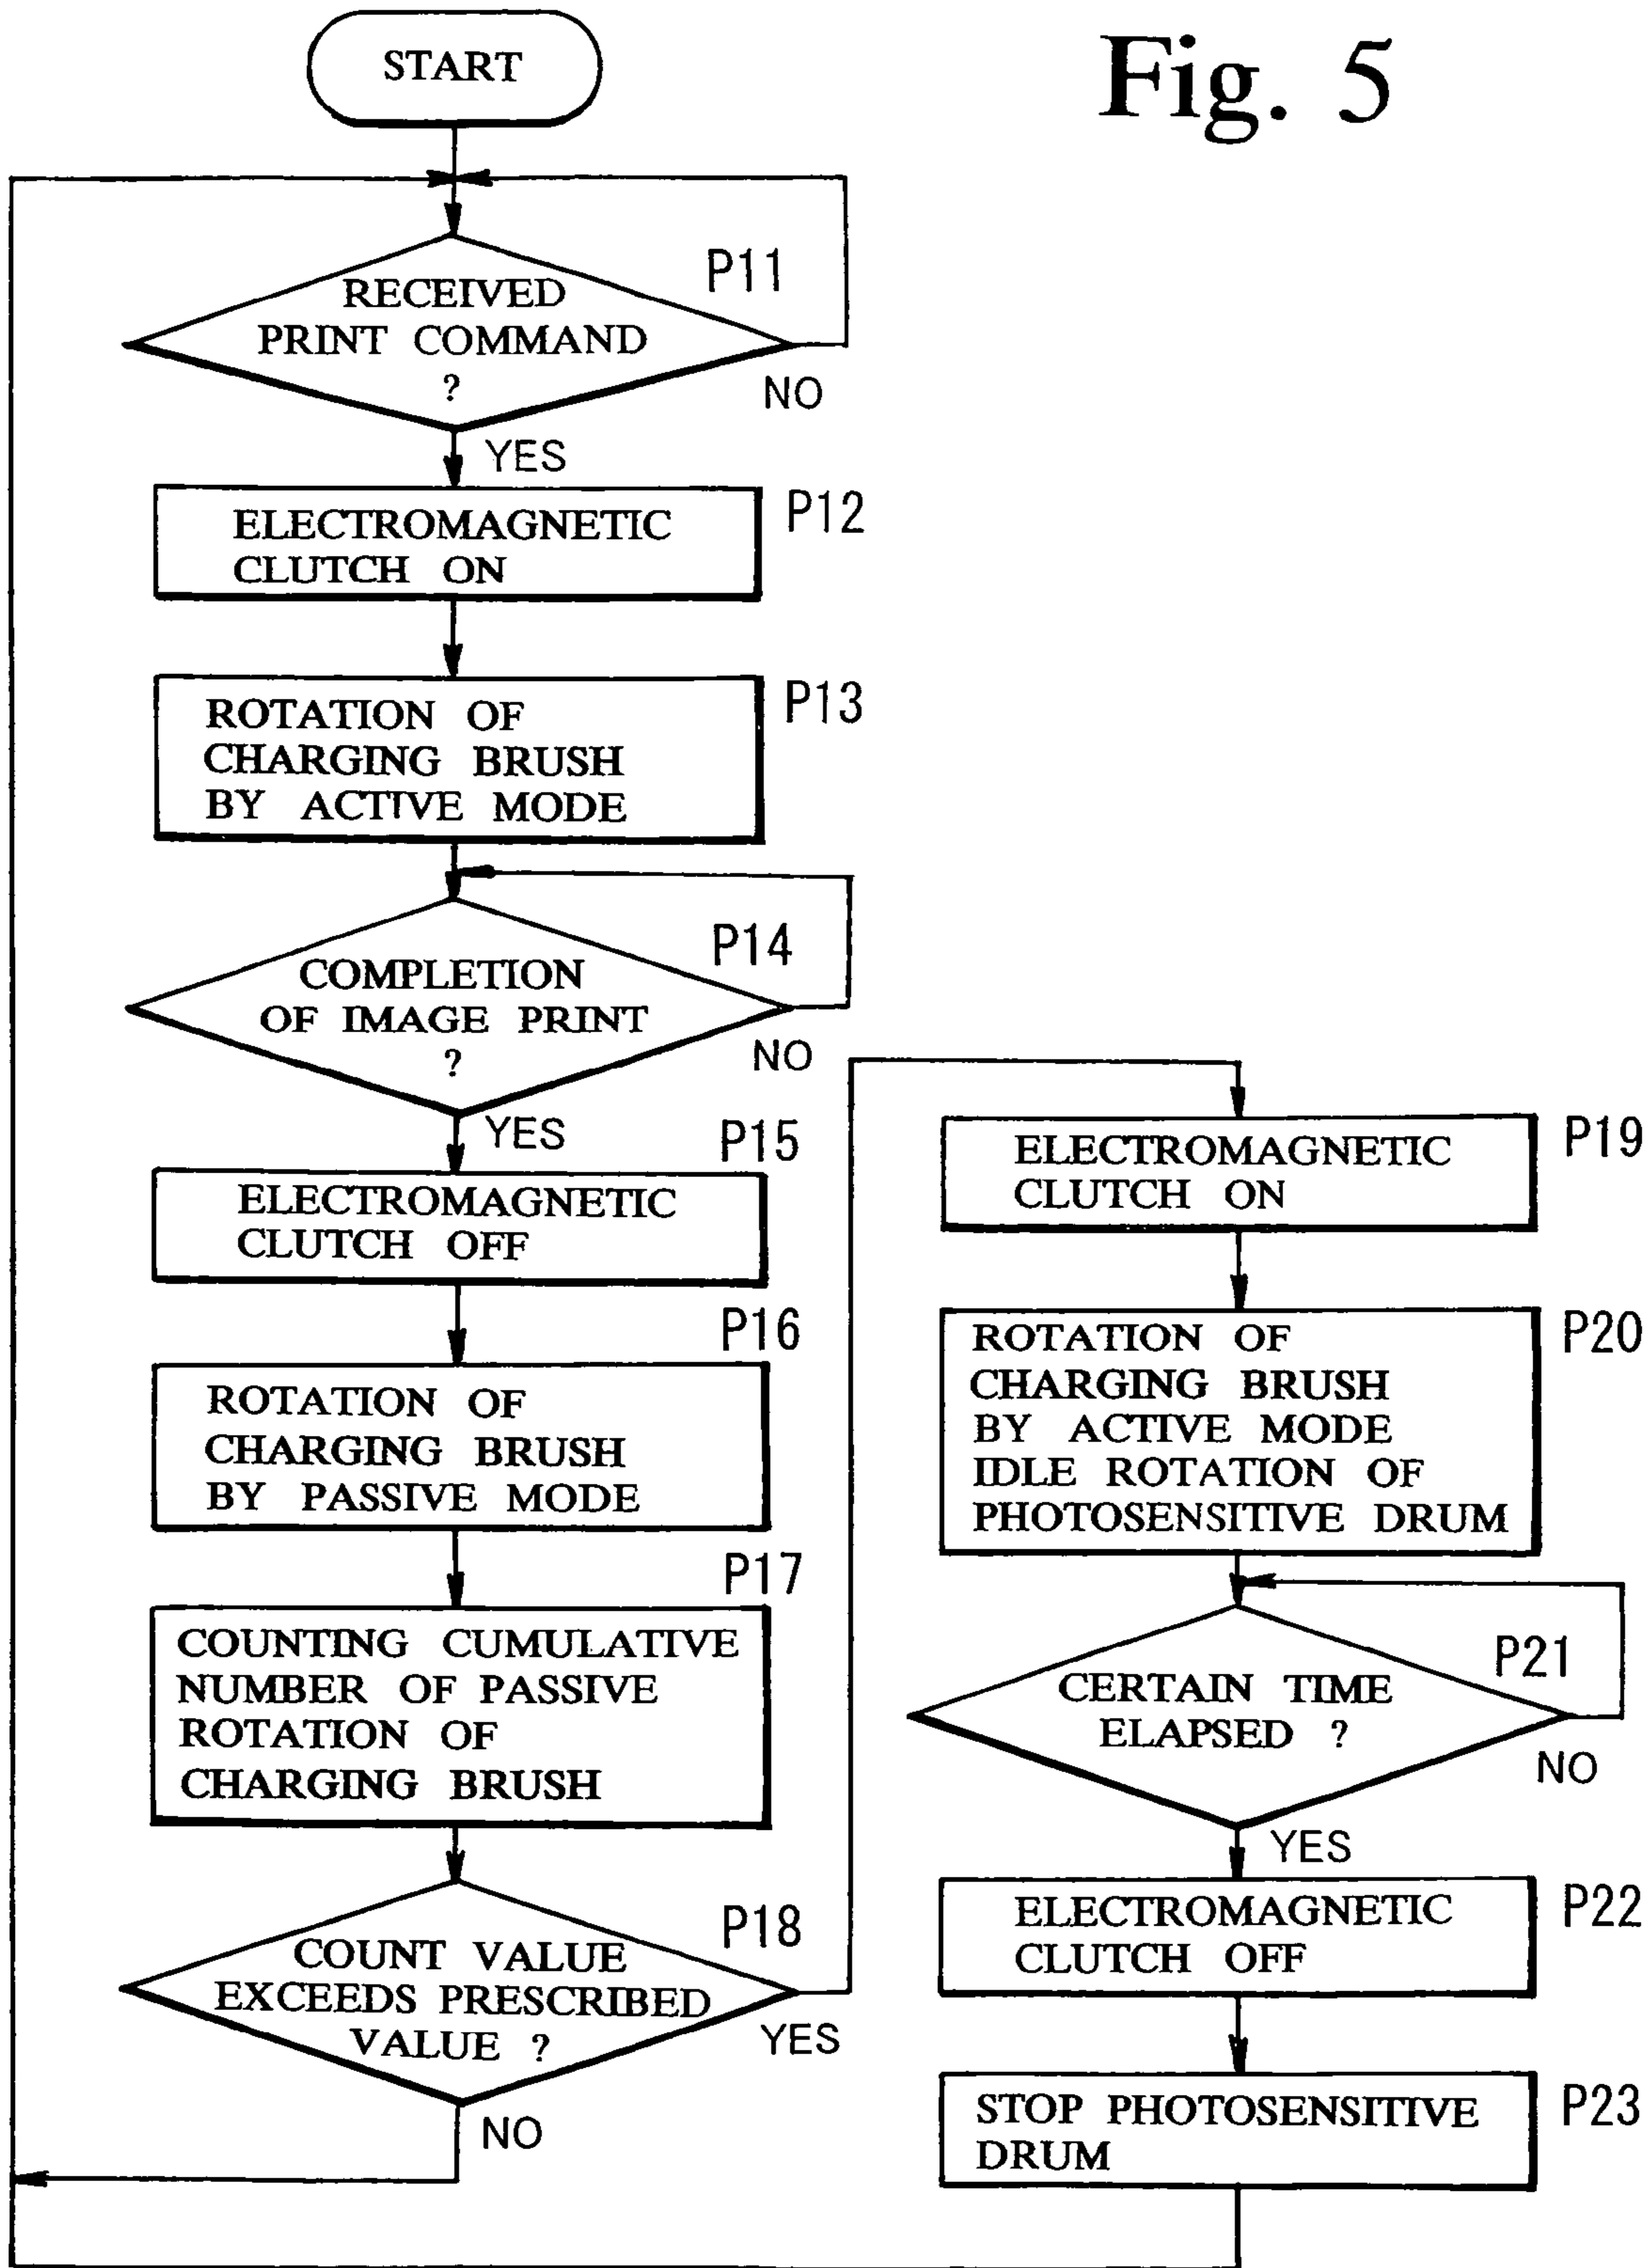 Fig. 5
START
P11
RECEIVED
PRINT COMMAND
?
NO
YES
P12
ELECTROMAGNETIC
CLUTCH ON
P13
ROTATION OF
CHARGING BRUSH
BY ACTIVE MODE
P14
COMPLETION
OF IMAGE PRINT
?
NO
YES
P15
ELECTROMAGNETIC
CLUTCH OFF
P16
ROTATION OF
CHARGING BRUSH
BY PASSIVE MODE
P17
COUNTING CUMULATIVE
NUMBER OF PASSIVE
ROTATION OF
CHARGING BRUSH
P18
COUNT VALUE
EXCEEDS PRESCRIBED
VALUE ?
YES
NO
P19
ELECTROMAGNETIC
CLUTCH ON
P20
ROTATION OF
CHARGING BRUSH
BY ACTIVE MODE
IDLE ROTATION OF
PHOTOSENSITIVE DRUM
P21
CERTAIN TIME
ELAPSED ?
NO
YES
P22
ELECTROMAGNETIC
CLUTCH OFF
P23
STOP PHOTOSENSITIVE
DRUM